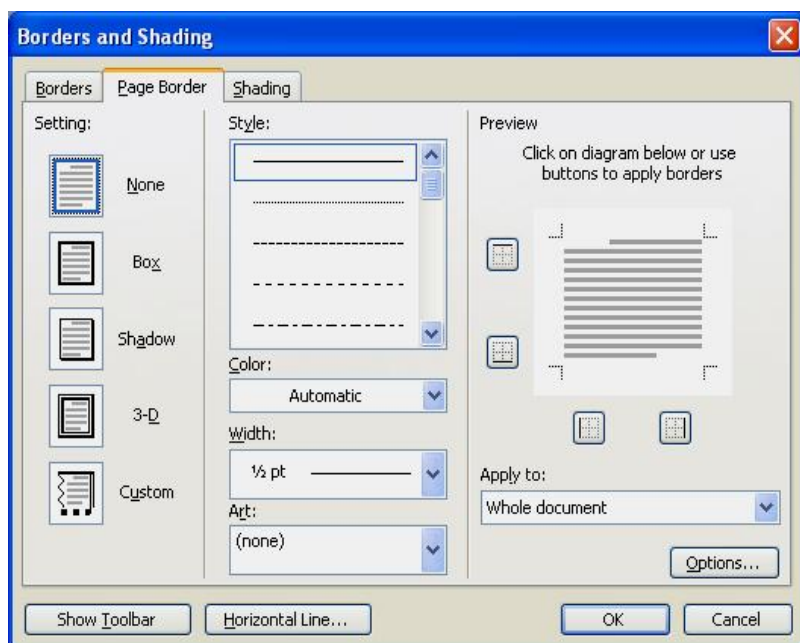 Borders and Shading
Borders
Page Border
Shading
Setting:
None
Box
Shadow
3-D
Custom
Style:
Color:
Automatic
Width:
½ pt
Art:
(none)
Preview
Click on diagram below or use
buttons to apply borders
Apply to:
Whole document
Options...
Show Toolbar
Horizontal Line...
OK
Cancel